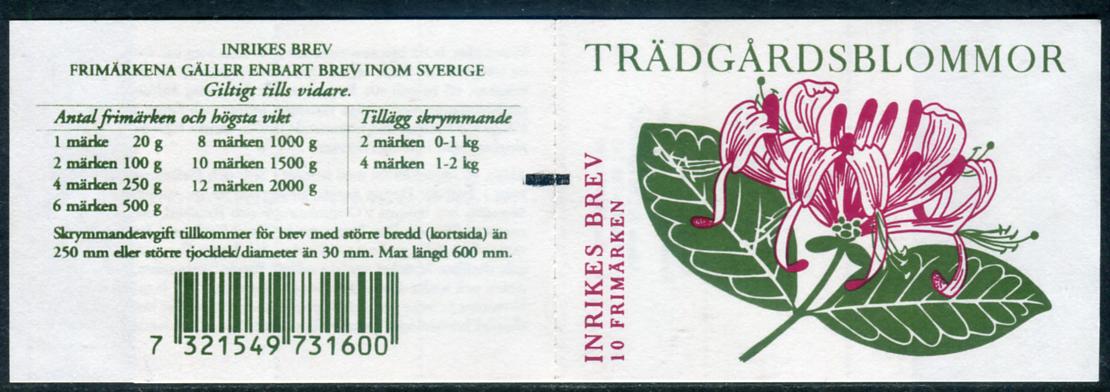 INRIKES BREV
FRIMÄRKENA GÄLLER ENBART BREV INOM SVERIGE
Giltigt tills vidare.
Antal frimärken och högsta vikt Tillägg skrymmande
1 märke 20 g 8 märken 1000 g 2 märken 0-1 kg
2 märken 100 g 10 märken 1500 g 4 märken 1-2 kg
4 märken 250 g 12 märken 2000 g
6 märken 500 g
Skrymmandeavgift tillkommer för brev med större bredd (kortsida) än
250 mm eller större tjocklek/diameter än 30 mm. Max längd 600 mm.
7 321549 731600
TRÄDGÅRDSBLOMMOR
INRIKES BREV
10 FRIMÄRKEN